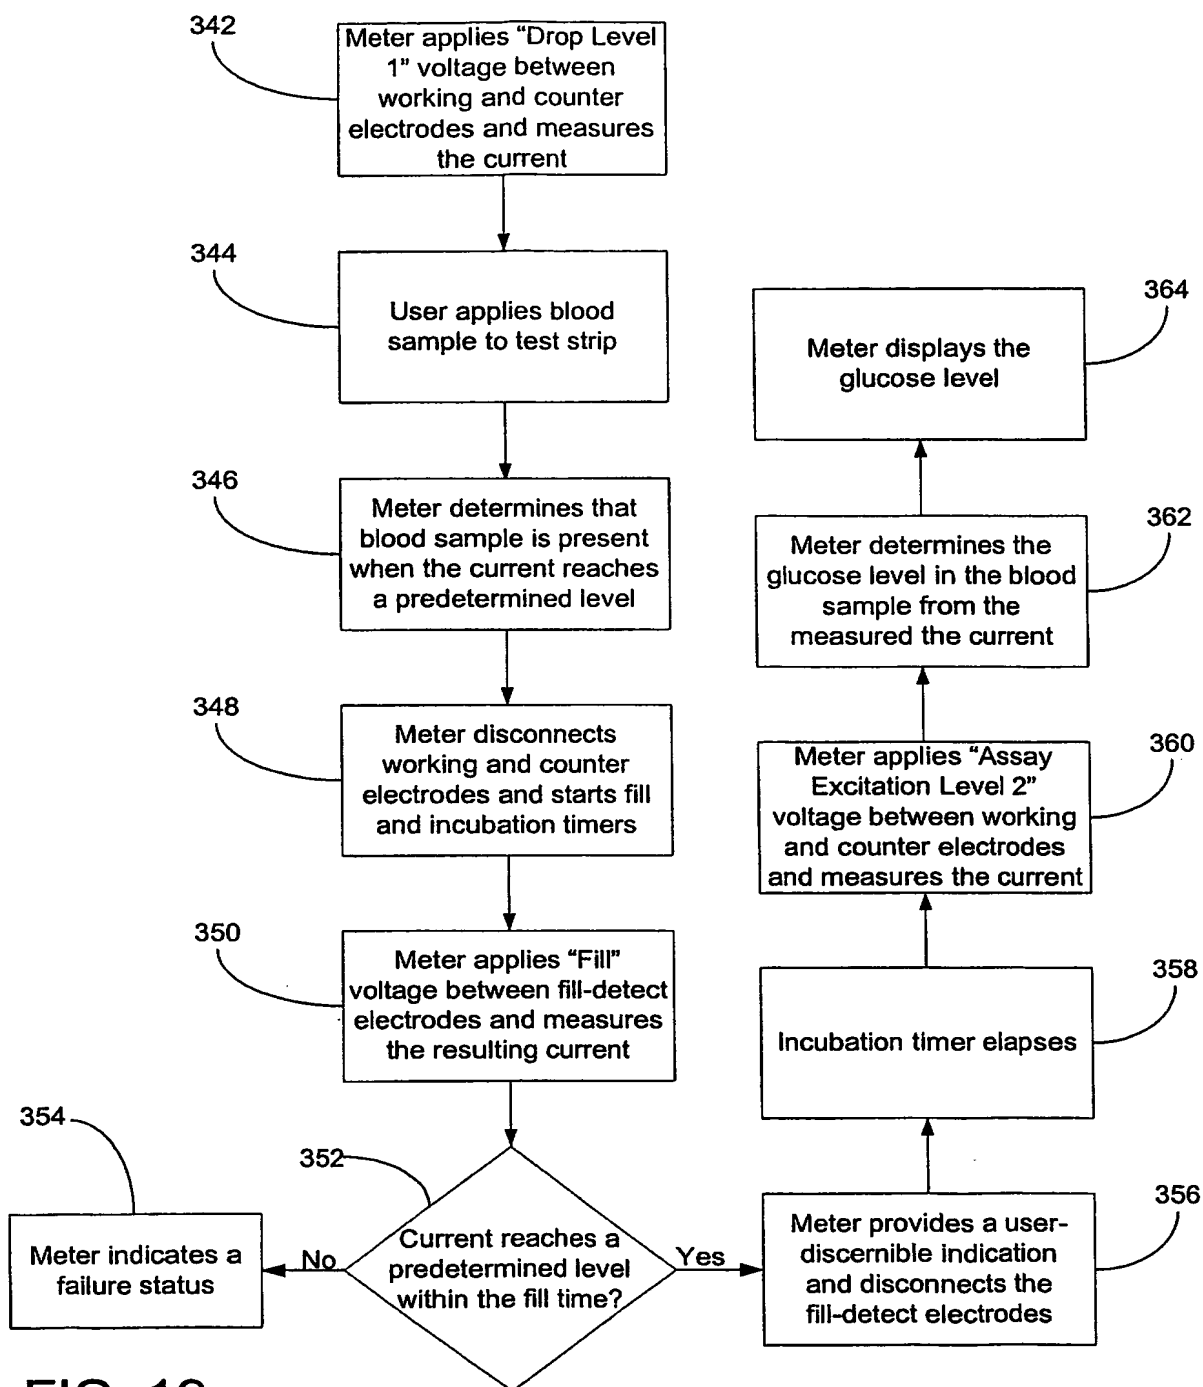 342
Meter applies “Drop Level
1” voltage between
working and counter
electrodes and measures
the current
344
User applies blood
sample to test strip
346
Meter determines that
blood sample is present
when the current reaches
a predetermined level
348
Meter disconnects
working and counter
electrodes and starts fill
and incubation timers
350
Meter applies “Fill”
voltage between fill-detect
electrodes and measures
the resulting current
352
Current reaches a
predetermined level
within the fill time?
No
354
Meter indicates a
failure status
Yes
356
Meter provides a user-
discernible indication
and disconnects the
fill-detect electrodes
358
Incubation timer elapses
360
Meter applies “Assay
Excitation Level 2”
voltage between working
and counter electrodes
and measures the current
362
Meter determines the
glucose level in the blood
sample from the
measured the current
364
Meter displays the
glucose level